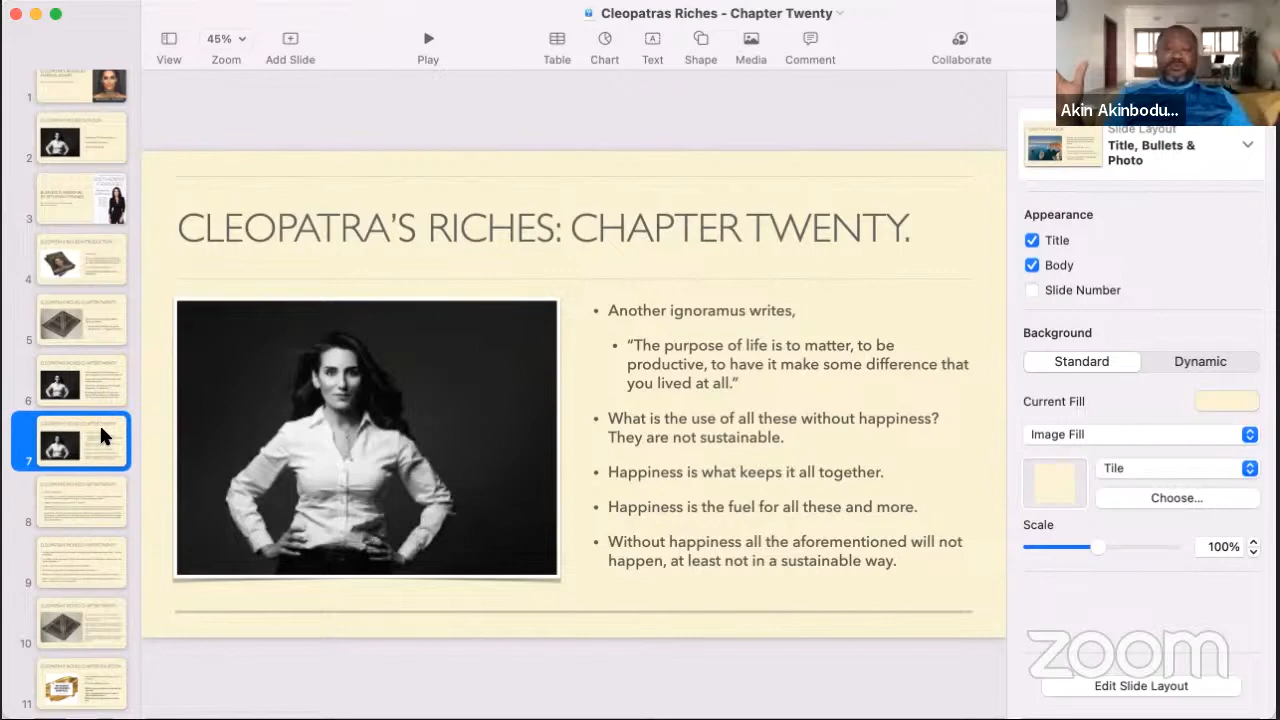 Cleopatras Riches - Chapter Twenty
View
45%
Zoom
Add Slide
Play
Table
Chart
Text
Shape
Media
Comment
Collaborate
Akin Akinbodu...
1
2
3
4
5
6
7
8
9
10
11
CLEOPATRA'S RICHES: CHAPTER TWENTY.
• Another ignoramus writes,
• “The purpose of life is to matter, to be
productive, to have it make some difference that
you lived at all.”
• What is the use of all these without happiness?
They are not sustainable.
• Happiness is what keeps it all together.
• Happiness is the fuel for all these and more.
• Without happiness all the aforementioned will not
happen, at least not in a sustainable way.
Slide Layout
Title, Bullets &
Photo
Appearance
Title
Body
Slide Number
Background
Standard
Dynamic
Current Fill
Image Fill
Tile
Choose...
Scale
100%
zoom
Edit Slide Layout